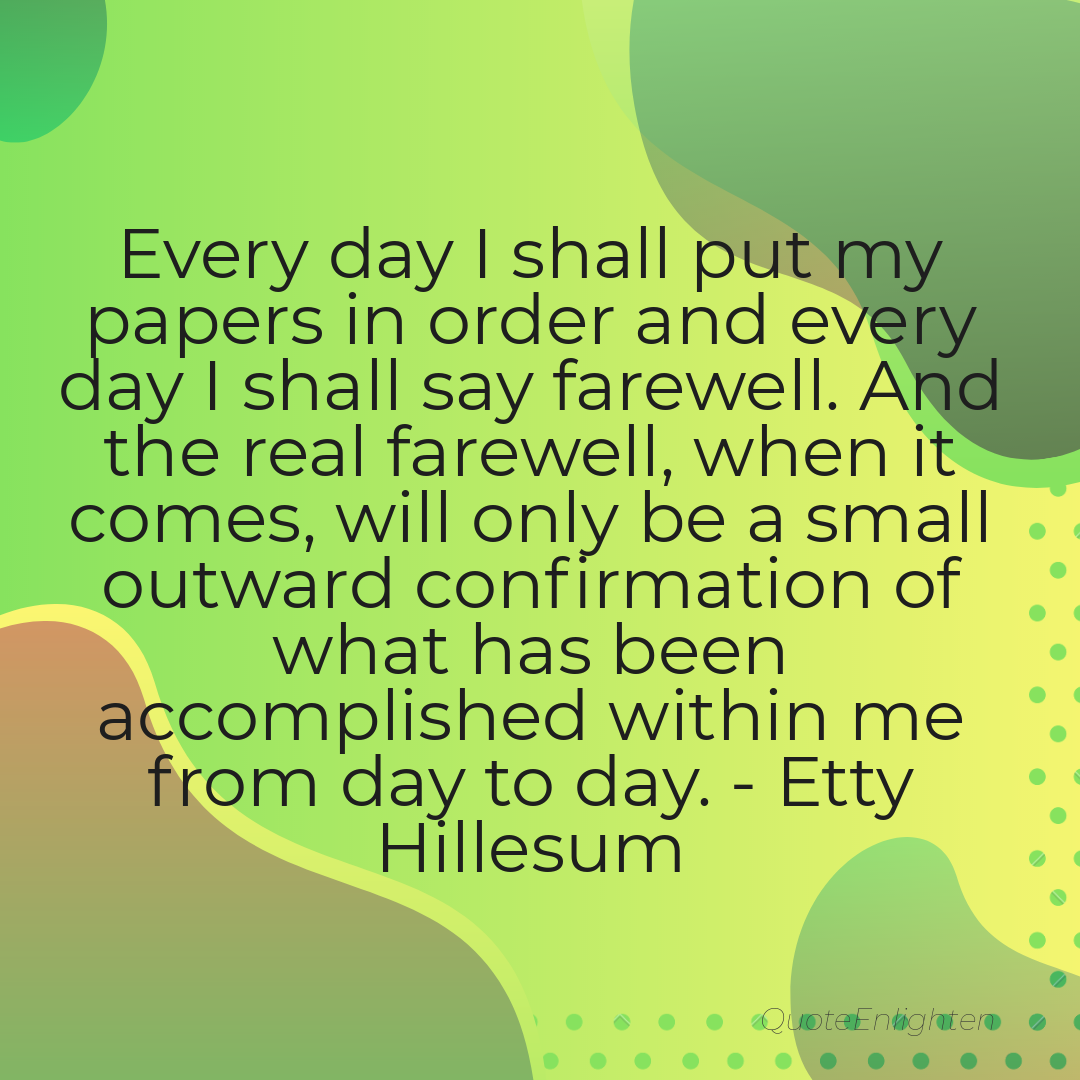 Every day I shall put my
papers in order and every
day I shall say farewell. And
the real farewell, when it
comes, will only be a small
outward confirmation of
what has been
accomplished within me
from day to day. - Etty
Hillesum
QuoteEnlighten